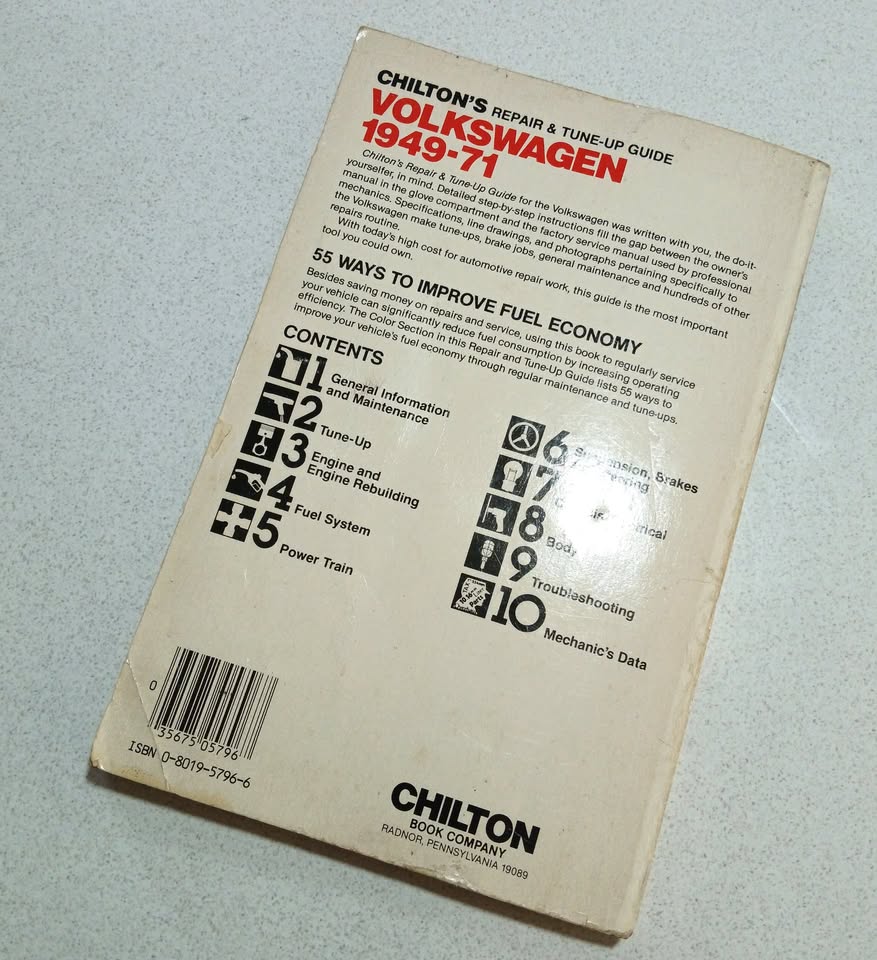 CHILTON'S REPAIR & TUNE-UP GUIDE
VOLKSWAGEN
1949-71
Chilton's Repair & Tune-Up Guide for the Volkswagen was written with you, the do-it-
yourselfer, in mind. Detailed step-by-step instructions fill the gap between the owner's
manual in the glove compartment and the factory service manual used by professional
mechanics. Specifications, line drawings, and photographs pertaining specifically to
the Volkswagen make tune-ups, brake jobs, general maintenance and hundreds of other
repairs routine.
With today's high cost for automotive repair work, this guide is the most important
tool you could own.
55 WAYS TO IMPROVE FUEL ECONOMY
Besides saving money on repairs and service, using this book to regularly service
your vehicle can significantly reduce fuel consumption by increasing operating
efficiency. The Color Section in this Repair and Tune-Up Guide lists 55 ways to
improve your vehicle's fuel economy through regular maintenance and tune-ups.
CONTENTS
1 General Information
and Maintenance
2 Tune-Up
3 Engine and
Engine Rebuilding
4 Fuel System
5 Power Train
6 Suspension, Brakes
7
8 Body
9 Troubleshooting
10 Mechanic's Data
0 35675 05796
ISBN 0-8019-5796-6
CHILTON
BOOK COMPANY
RADNOR, PENNSYLVANIA 19089